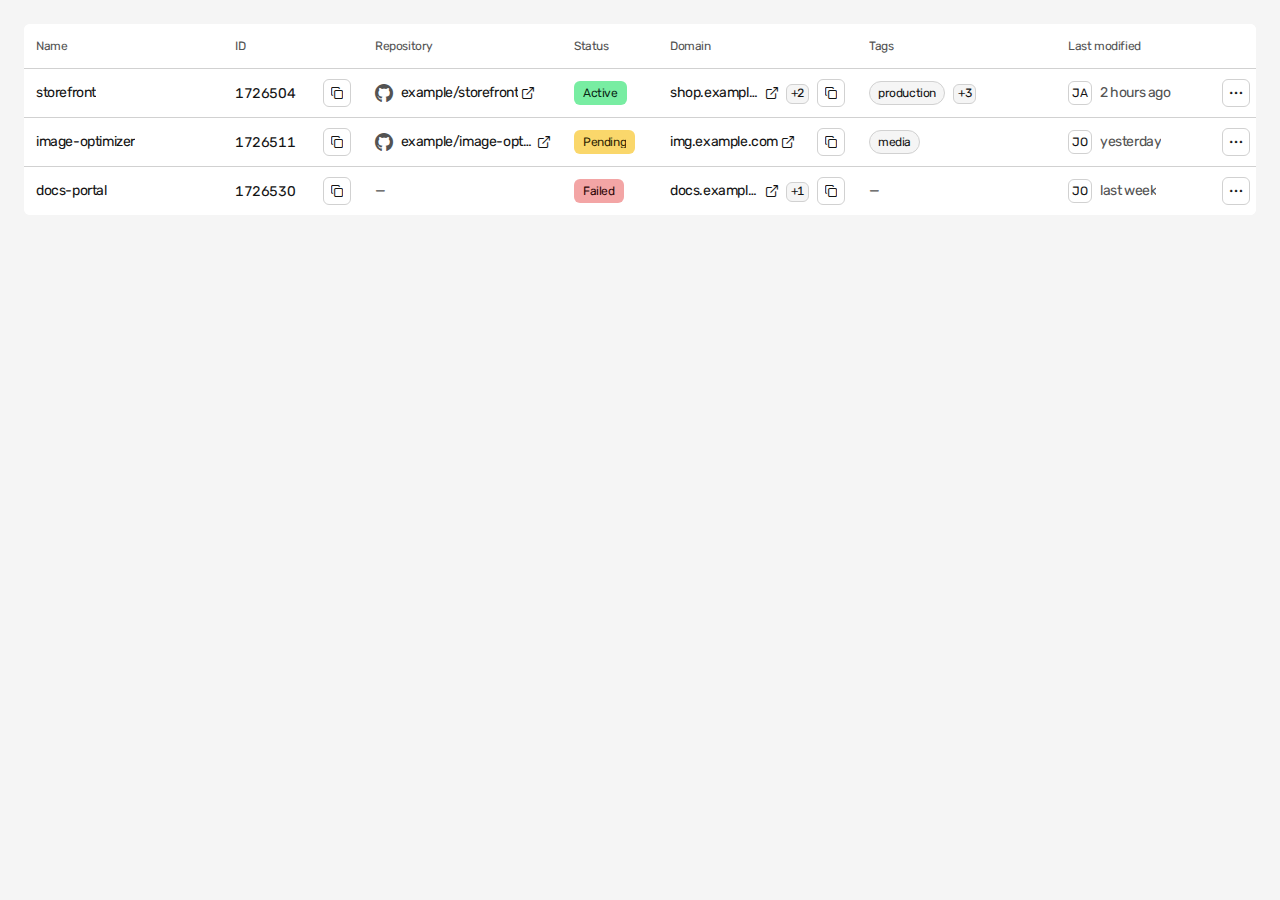 Name ID Repository Status Domain Tags Last modified
storefront 1726504 example/storefront Active shop.exampl... +2 production +3 JA 2 hours ago
image-optimizer 1726511 example/image-opt... Pending img.example.com media JO yesterday
docs-portal 1726530 – Failed docs.exampl... +1 – JO last week